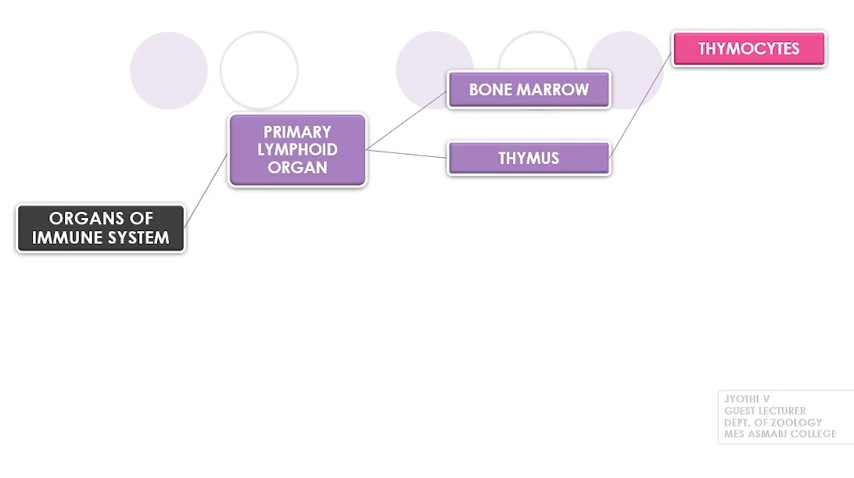 THYMOCYTES
BONE MARROW
PRIMARY
LYMPHOID
ORGAN
THYMUS
ORGANS OF
IMMUNE SYSTEM
JYOTHI V
GUEST LECTURER
DEPT. OF ZOOLOGY
MES ASMABI COLLEGE